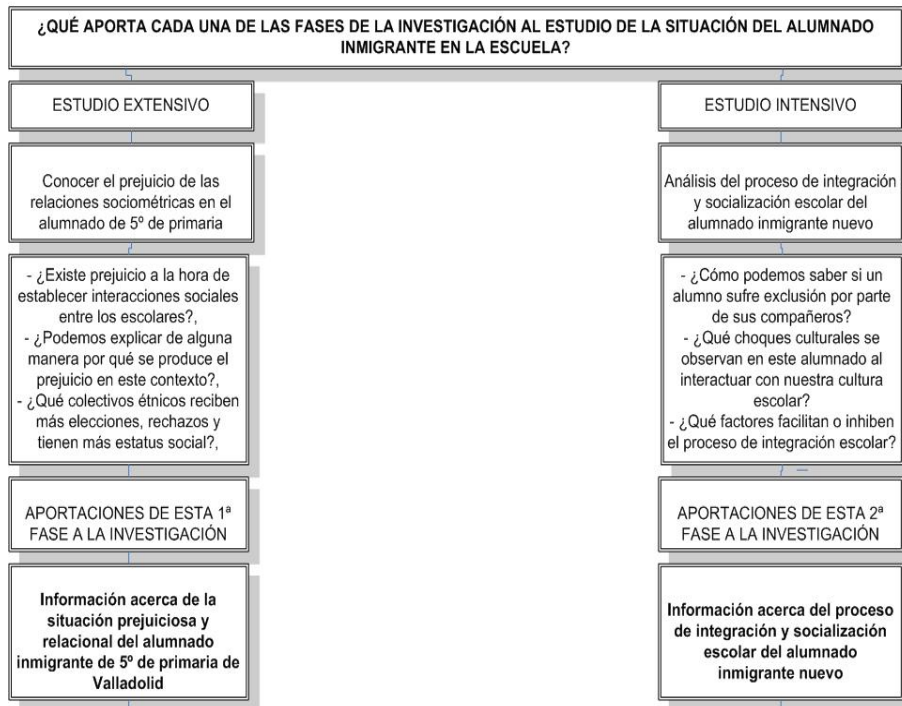 ¿QUÉ APORTA CADA UNA DE LAS FASES DE LA INVESTIGACIÓN AL ESTUDIO DE LA SITUACIÓN DEL ALUMNADO
INMIGRANTE EN LA ESCUELA?
ESTUDIO EXTENSIVO
Conocer el prejuicio de las
relaciones sociométricas en el
alumnado de 5º de primaria
- ¿Existe prejuicio a la hora de
establecer interacciones sociales
entre los escolares?,
- ¿Podemos explicar de alguna
manera por qué se produce el
prejuicio en este contexto?,
- ¿Qué colectivos étnicos reciben
más elecciones, rechazos y
tienen más estatus social?,
APORTACIONES DE ESTA 1ª
FASE A LA INVESTIGACIÓN
Información acerca de la
situación prejuiciosa y
relacional del alumnado
inmigrante de 5º de primaria de
Valladolid
ESTUDIO INTENSIVO
Análisis del proceso de integración
y socialización escolar del
alumnado inmigrante nuevo
- ¿Cómo podemos saber si un
alumno sufre exclusión por parte
de sus compañeros?
- ¿Qué choques culturales se
observan en este alumnado al
interactuar con nuestra cultura
escolar?
- ¿Qué factores facilitan o inhiben
el proceso de integración escolar?
APORTACIONES DE ESTA 2ª
FASE A LA INVESTIGACIÓN
Información acerca del proceso
de integración y socialización
escolar del alumnado
inmigrante nuevo